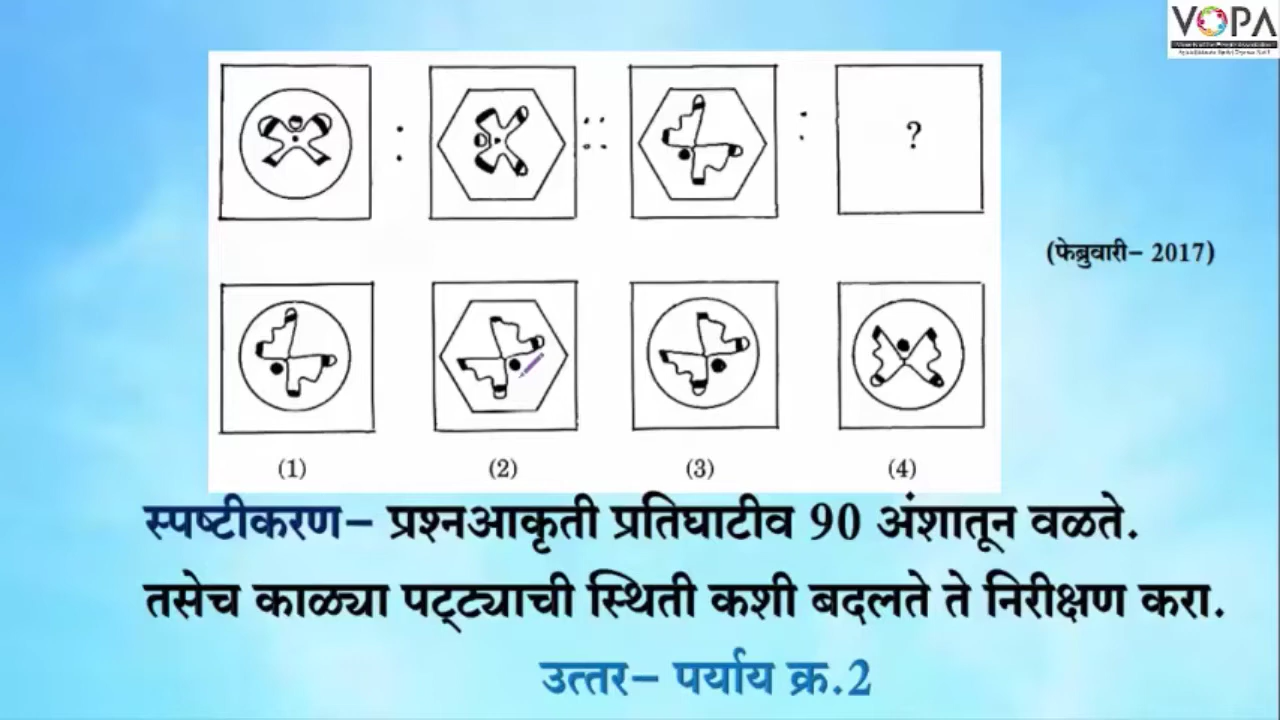 VOPA
: :: : ?
(फेब्रुवारी- 2017)
(1) (2) (3) (4)
स्पष्टीकरण- प्रश्नआकृती प्रतिघाटीव 90 अंशातून वळते.
तसेच काळ्या पट्ट्याची स्थिती कशी बदलते ते निरीक्षण करा.
उत्तर- पर्याय क्र.2